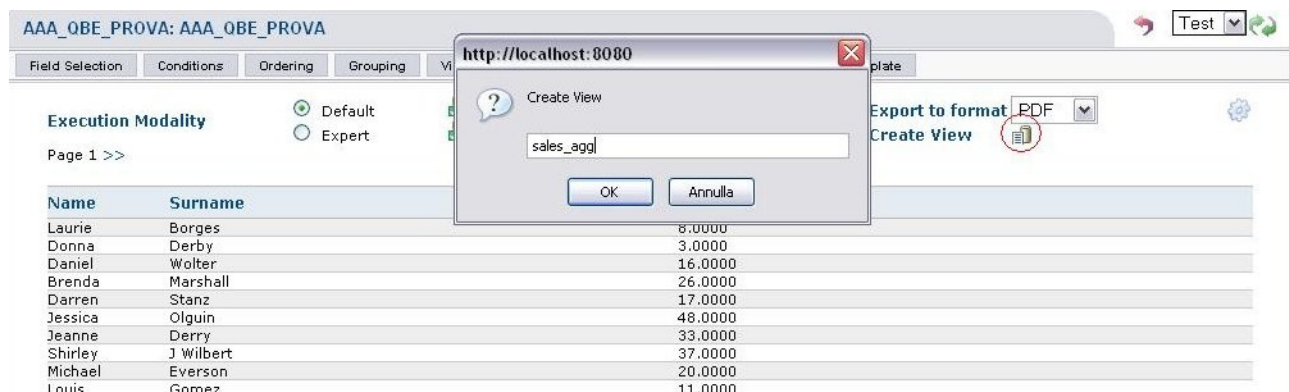 AAA_QBE_PROVA: AAA_QBE_PROVA
Test
http://localhost:8080
Field Selection Conditions Ordering Grouping Vi plate
Create View
Execution Modality
Default
Expert
Export to format PDF
Create View
sales_agg
Page 1 >>
OK Annulla
Name Surname
Laurie Borges 8.0000
Donna Derby 3.0000
Daniel Wolter 16.0000
Brenda Marshall 26.0000
Darren Stanz 17.0000
Jessica Olguin 48.0000
Jeanne Derry 33.0000
Shirley J Wilbert 37.0000
Michael Everson 20.0000
Louis Gomez 11.0000